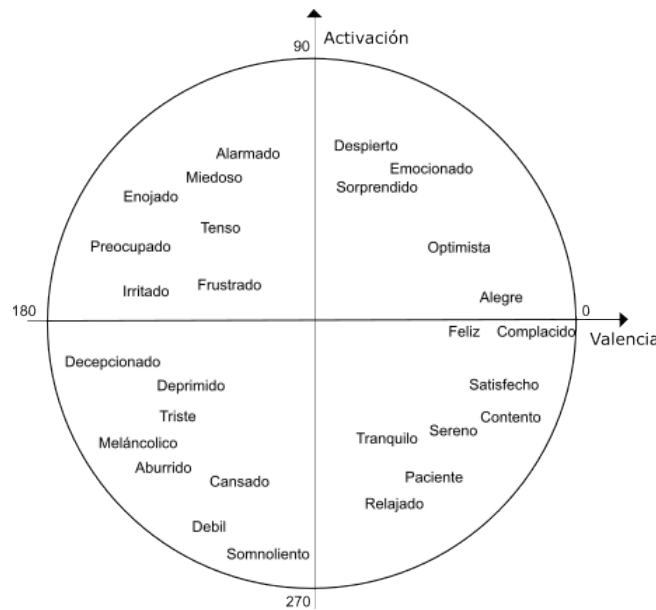 90
Activación
Alarmado
Despierto
Miedoso
Emocionado
Enojado
Sorprendido
Tenso
Preocupado
Optimista
Irritado
Frustrado
Alegre
180
0
Feliz
Complacido
Valencia
Decepcionado
Deprimido
Satisfecho
Triste
Contento
Meláncolico
Tranquilo
Sereno
Aburrido
Cansado
Paciente
Relajado
Debil
Somnoliento
270